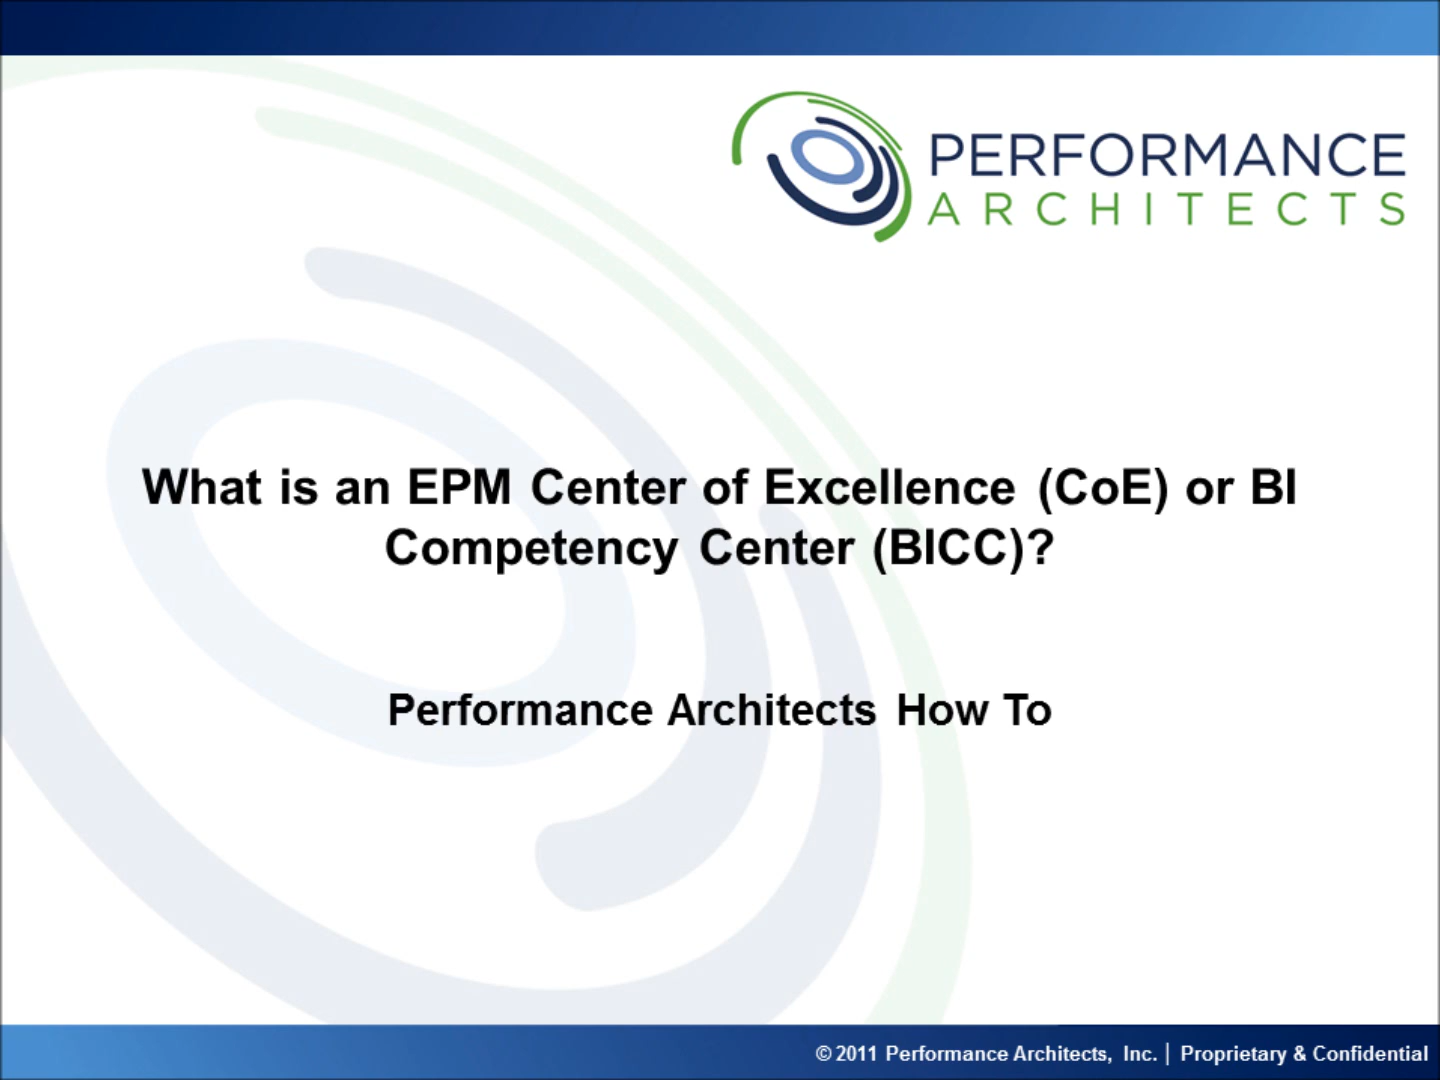 PERFORMANCE
ARCHITECTS
What is an EPM Center of Excellence (CoE) or BI
Competency Center (BICC)?
Performance Architects How To
© 2011 Performance Architects, Inc. | Proprietary & Confidential